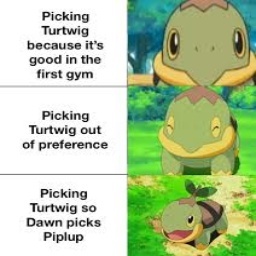 Picking
Turtwig
because it's
good in the
first gym
Picking
Turtwig out
of preference
Picking
Turtwig so
Dawn picks
Piplup